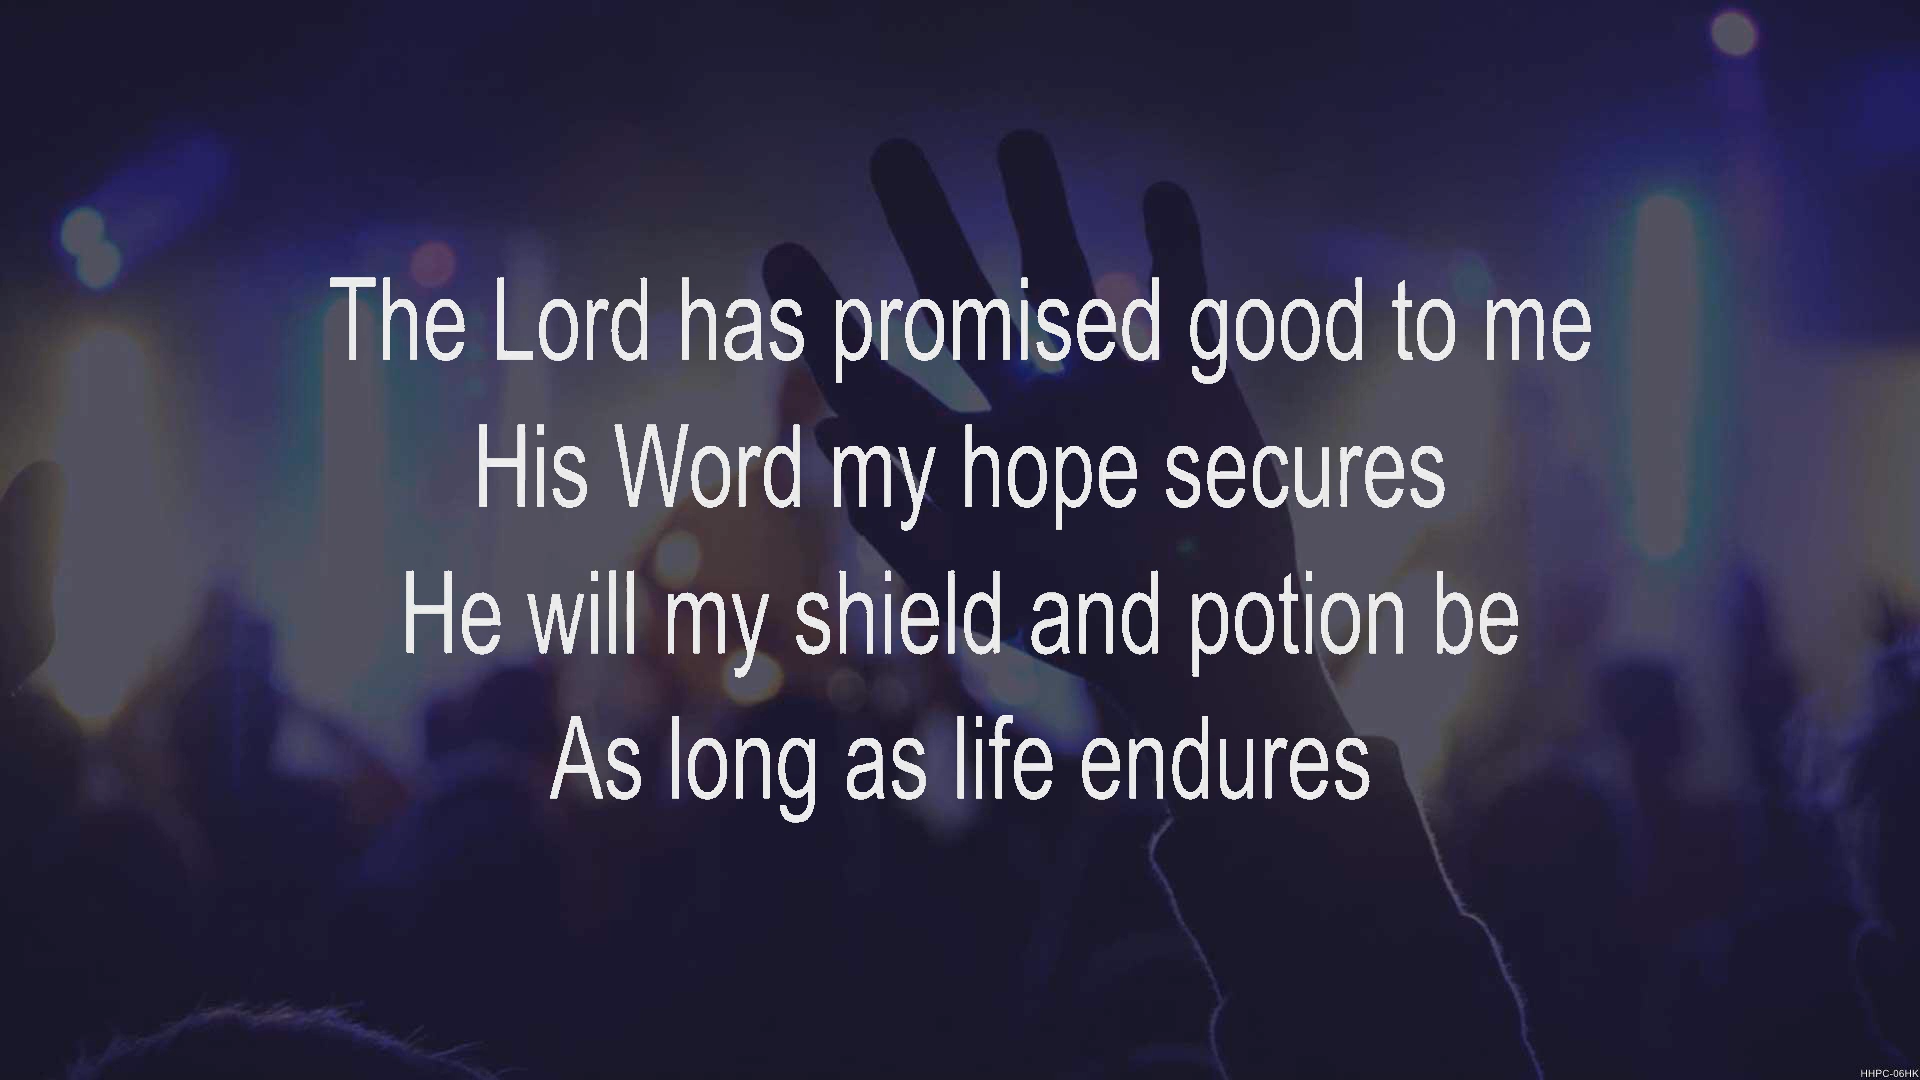 The Lord has promised good to me
His Word my hope secures
He will my shield and potion be
As long as life endures
HHPC-06HK